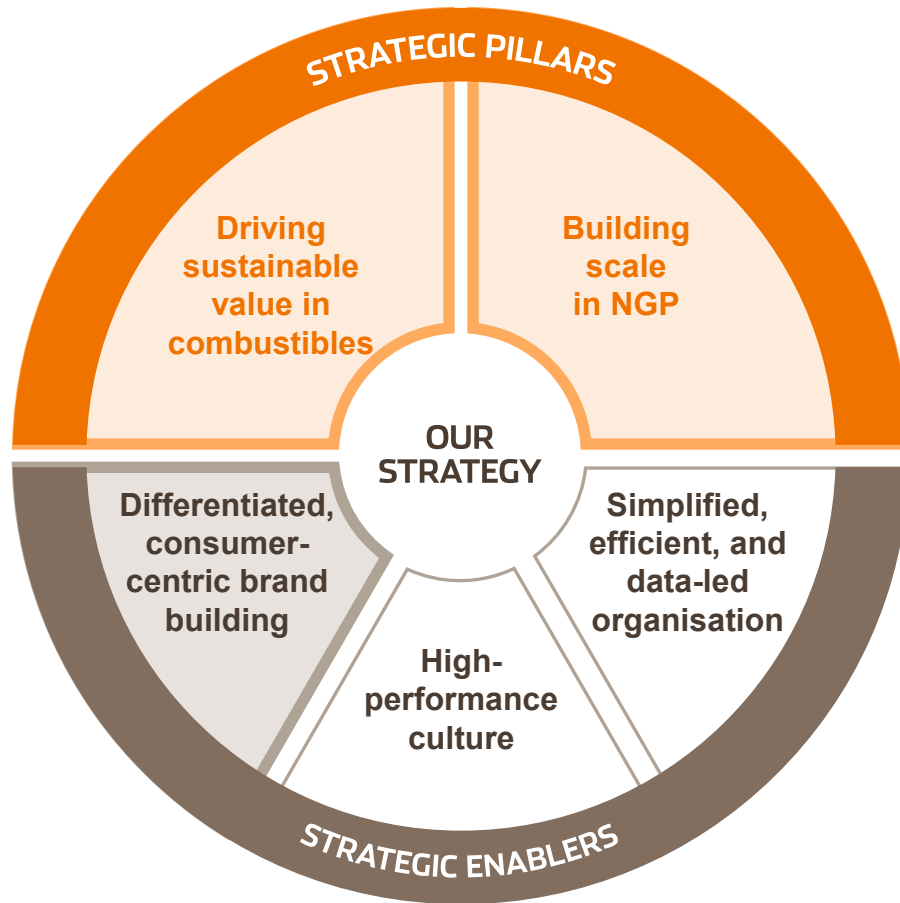 STRATEGIC PILLARS
Driving
sustainable
value in
combustibles
Building
scale
in NGP
OUR
STRATEGY
Differentiated,
consumer-
centric brand
building
High-
performance
culture
Simplified,
efficient, and
data-led
organisation
STRATEGIC ENABLERS